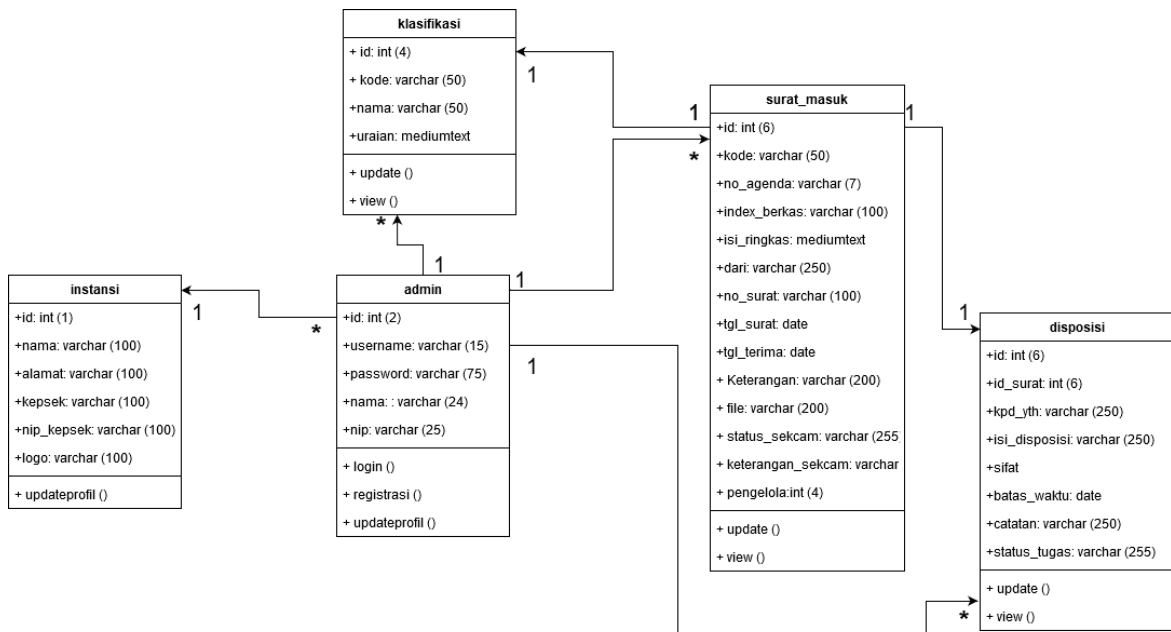 klasifikasi
+ id: int (4)
+ kode: varchar (50)
+nama: varchar (50)
+uraian: mediumtext
+ update ()
+ view ()
1
*
1
surat_masuk
+id: int (6)
+kode: varchar (50)
+no_agenda: varchar (7)
+index_berkas: varchar (100)
+isi_ringkas: mediumtext
+dari: varchar (250)
+no_surat: varchar (100)
+tgl_surat: date
+tgl_terima: date
+ Keterangan: varchar (200)
+ file: varchar (200)
+ status_sekcam: varchar (255)
+ keterangan_sekcam: varchar
+ pengelola:int (4)
+ update ()
+ view ()
1
*
1
instansi
+id: int (1)
+nama: varchar (100)
+alamat: varchar (100)
+kepsek: varchar (100)
+nip_kepsek: varchar (100)
+logo: varchar (100)
+ updateprofil ()
1
*
admin
+id: int (2)
+username: varchar (15)
+password: varchar (75)
+nama: : varchar (24)
+nip: varchar (25)
+ login ()
+ registrasi ()
+ updateprofil ()
1
1
disposisi
+id: int (6)
+id_surat: int (6)
+kpd_yth: varchar (250)
+isi_disposisi: varchar (250)
+sifat
+batas_waktu: date
+catatan: varchar (250)
+status_tugas: varchar (255)
+ update ()
+ view ()
1
*